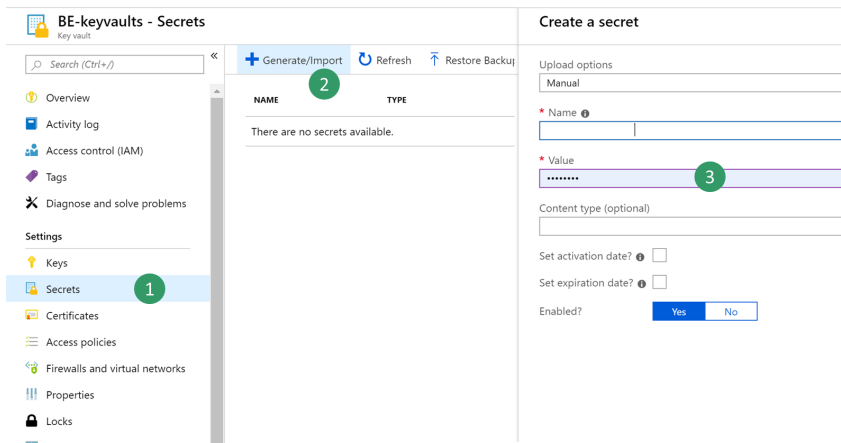 BE-keyvaults - Secrets
Key vault
Search (Ctrl+/)
Overview
Activity log
Access control (IAM)
Tags
Diagnose and solve problems
Settings
Keys
Secrets
1
Certificates
Access policies
Firewalls and virtual networks
Properties
Locks
«
Generate/Import Refresh Restore Backup
2
NAME TYPE
There are no secrets available.
Create a secret
Upload options
Manual
* Name
* Value
••••••••
3
Content type (optional)
Set activation date?
Set expiration date?
Enabled? Yes No